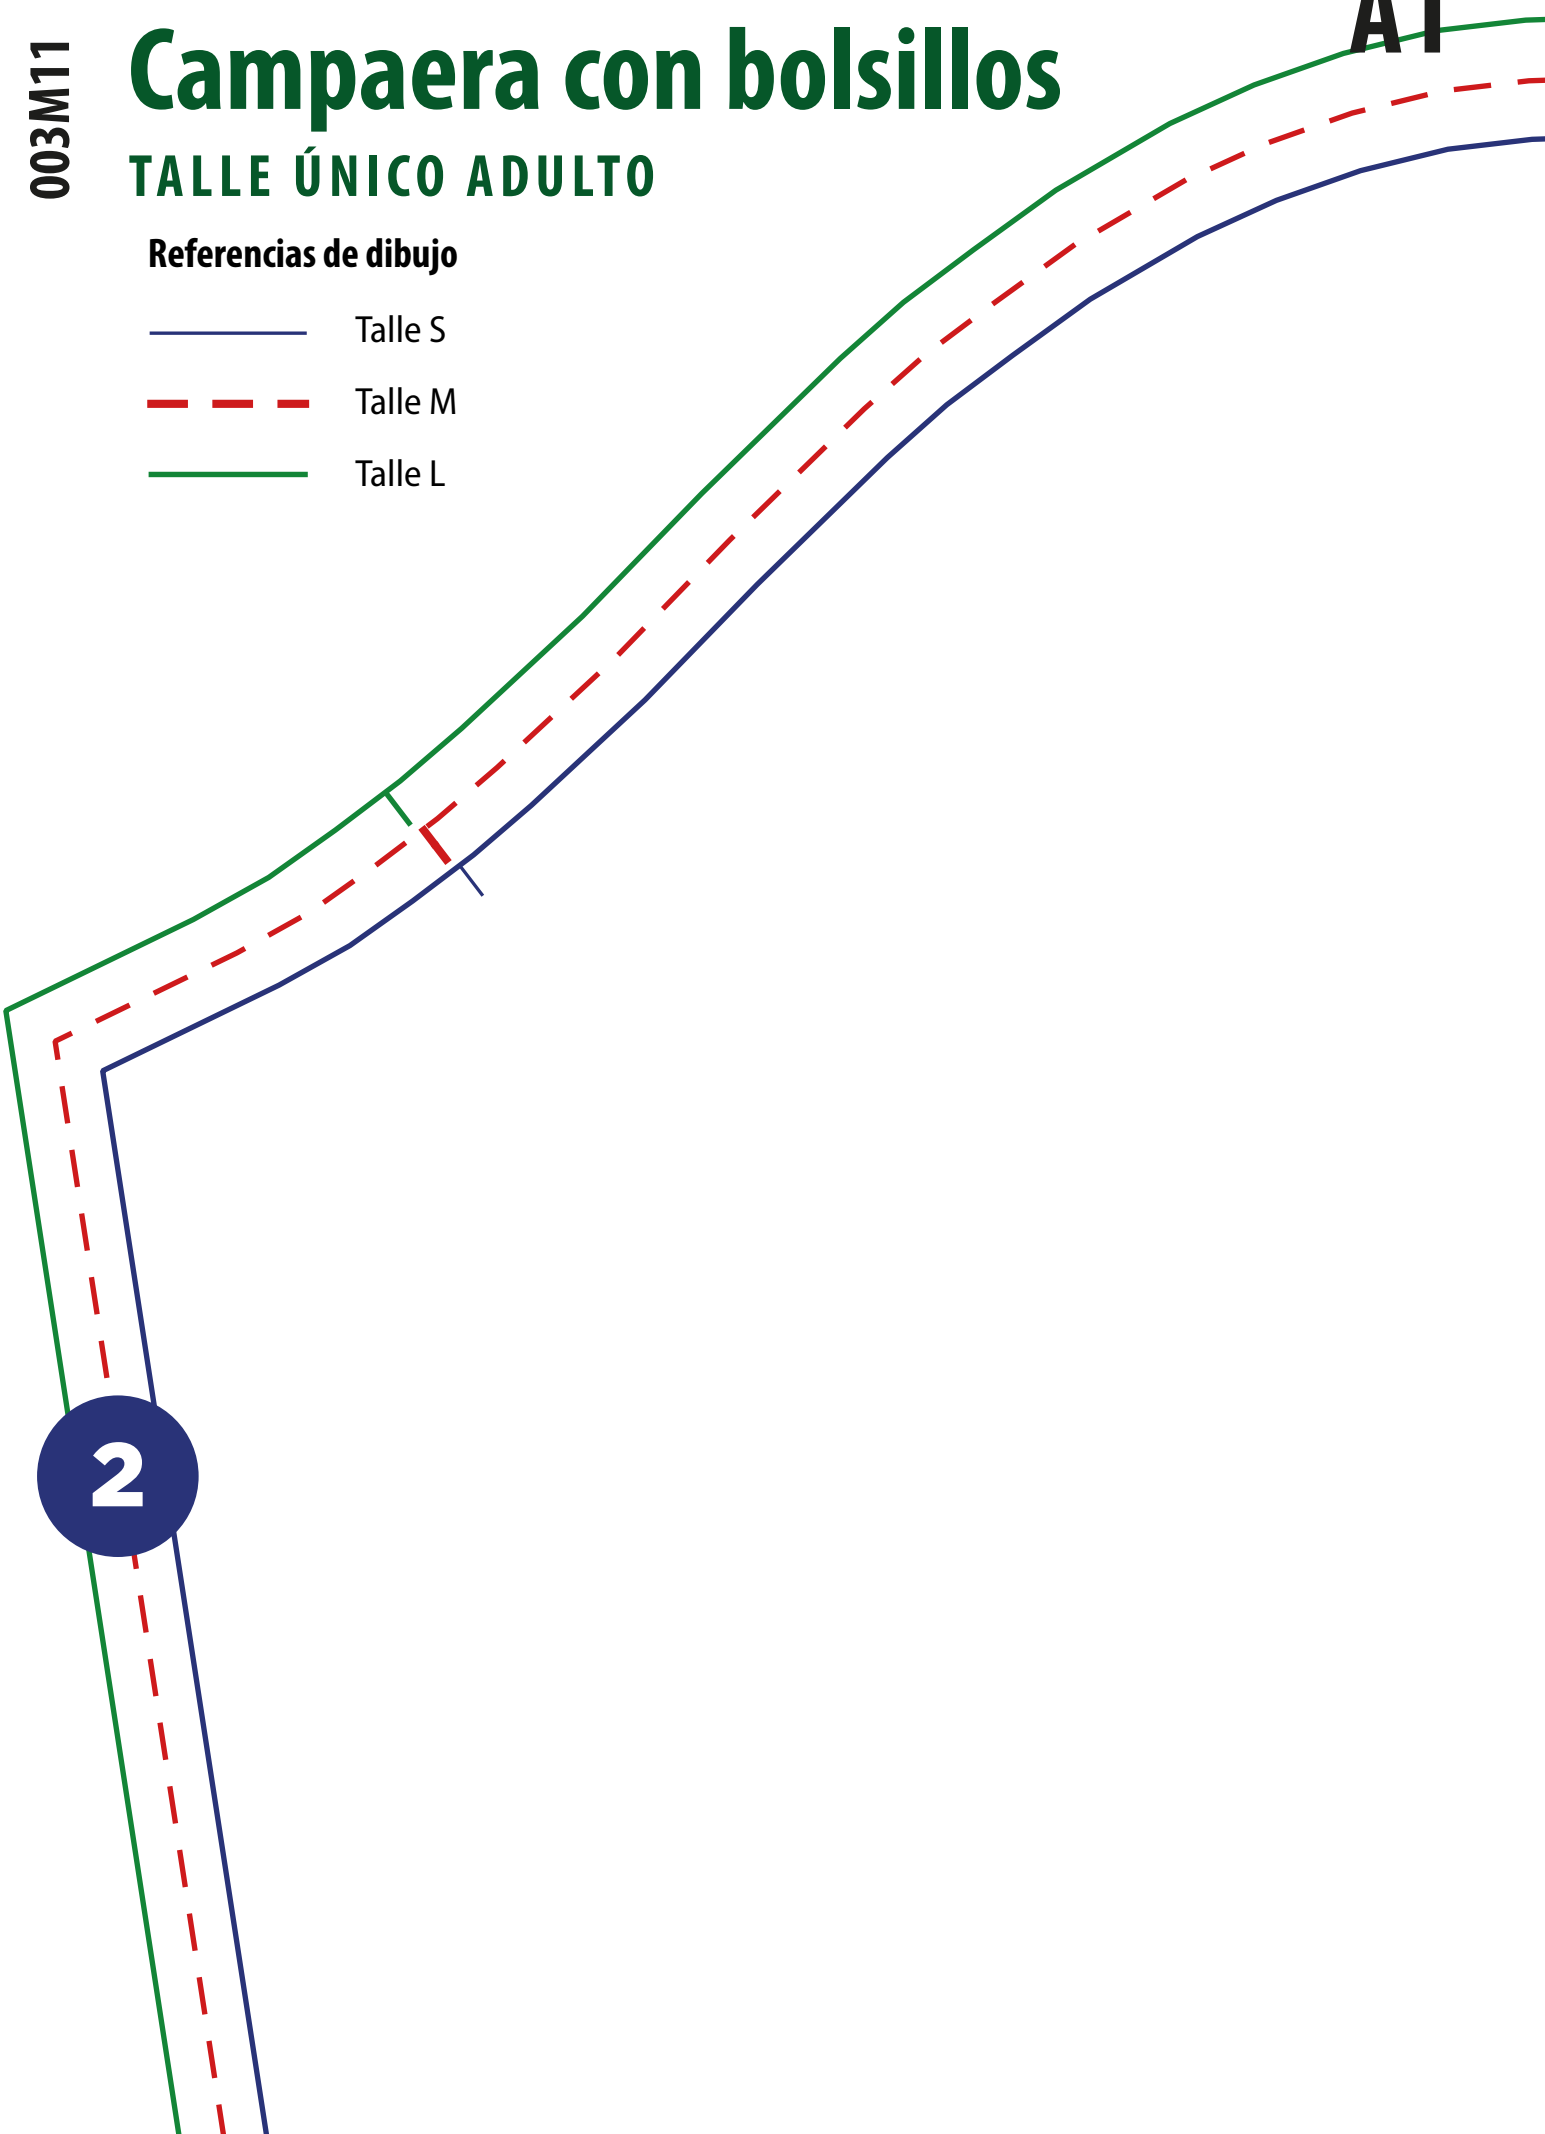 003M11
Campaera con bolsillos
TALLE ÚNICO ADULTO
Referencias de dibujo
Talle S
Talle M
Talle L
2